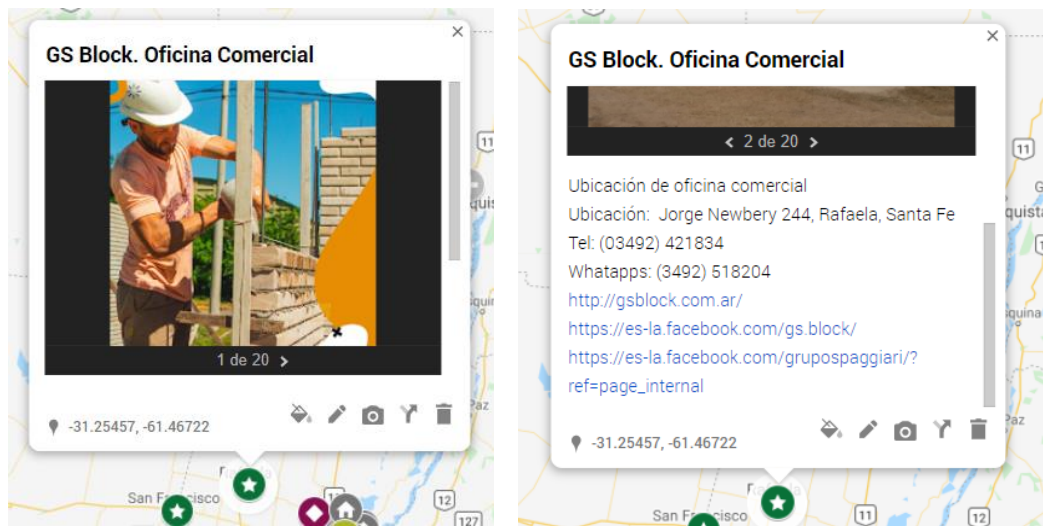 GS Block. Oficina Comercial
1 de 20
-31.25457, -61.46722
San Francisco
11
12
127
GS Block. Oficina Comercial
2 de 20
Ubicación de oficina comercial
Ubicación: Jorge Newbery 244, Rafaela, Santa Fe
Tel: (03492) 421834
Whatapps: (3492) 518204
http://gsblock.com.ar/
https://es-la.facebook.com/gs.block/
https://es-la.facebook.com/grupospaggiari/?
ref=page_internal
-31.25457, -61.46722
San Francisco
11
11
12